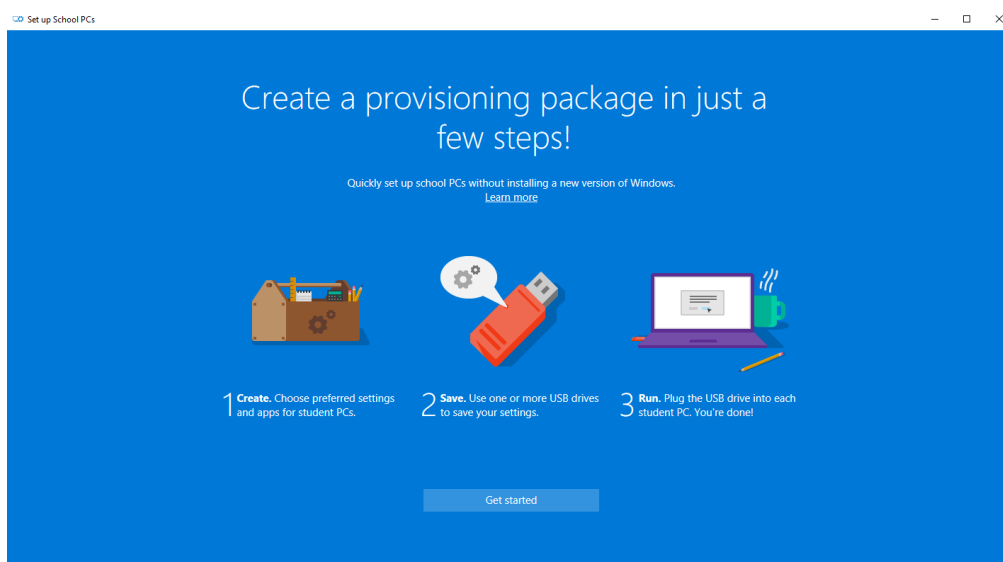 Set up School PCs
Create a provisioning package in just a
few steps!
Quickly set up school PCs without installing a new version of Windows.
Learn more
1 Create. Choose preferred settings
and apps for student PCs.
2 Save. Use one or more USB drives
to save your settings.
3 Run. Plug the USB drive into each
student PC. You're done!
Get started